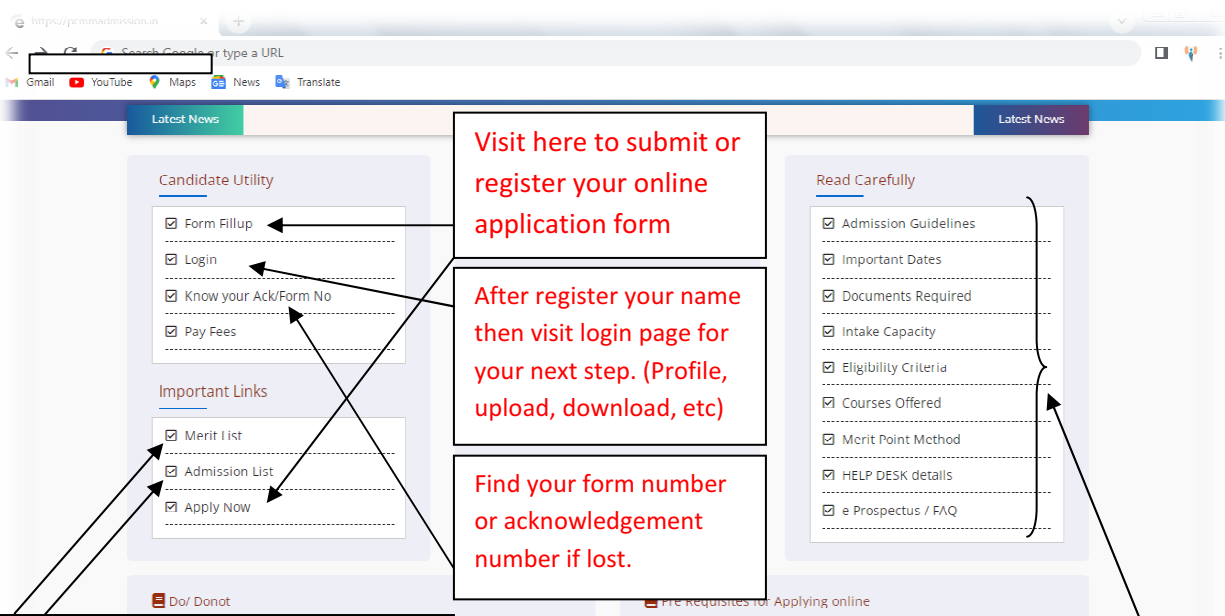 https://pcmmadmission.in
Search Google or type a URL
Gmail YouTube Maps News Translate
Latest News
Latest News
Candidate Utility
Form Fillup
Login
Know your Ack/Form No
Pay Fees
Important Links
Merit List
Admission List
Apply Now
Visit here to submit or
register your online
application form
After register your name
then visit login page for
your next step. (Profile,
upload, download, etc)
Find your form number
or acknowledgement
number if lost.
Read Carefully
Admission Guidelines
Important Dates
Documents Required
Intake Capacity
Eligibility Criteria
Courses Offered
Merit Point Method
HELP DESK details
e Prospectus / FAQ
Do/ Donot
Pre Requisites for Applying online